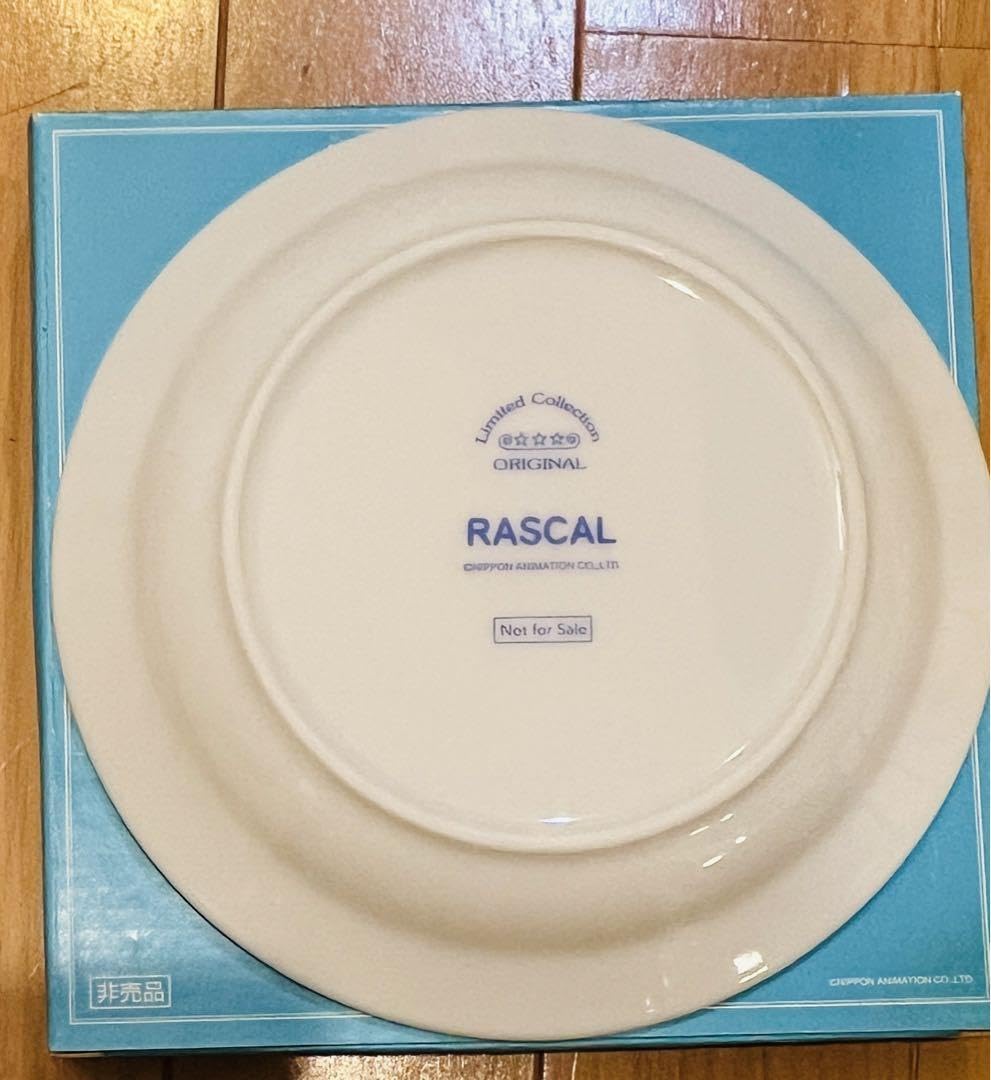 Limited Collection
ORIGINAL
RASCAL
©NIPPON ANIMATION CO.,LTD
Not for Sale
非売品
©NIPPON ANIMATION CO.,LTD